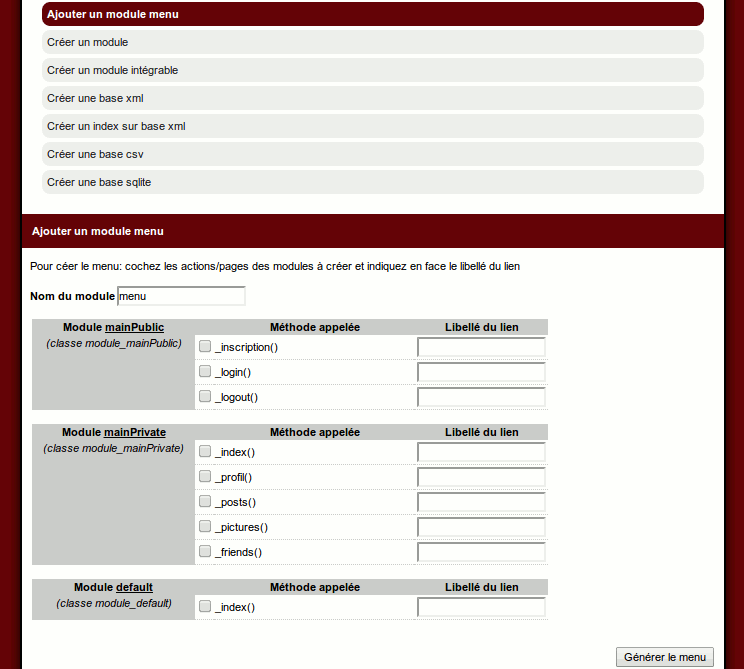 Ajouter un module menu
Créer un module
Créer un module intégrable
Créer une base xml
Créer un index sur base xml
Créer une base csv
Créer une base sqlite
Ajouter un module menu
Pour céer le menu: cochez les actions/pages des modules à créer et indiquez en face le libellé du lien
Nom du module menu
Module mainPublic Méthode appelée Libellé du lien
(classe module_mainPublic) _inscription()
_login()
_logout()
Module mainPrivate Méthode appelée Libellé du lien
(classe module_mainPrivate) _index()
_profil()
_posts()
_pictures()
_friends()
Module default Méthode appelée Libellé du lien
(classe module_default) _index()
Générer le menu